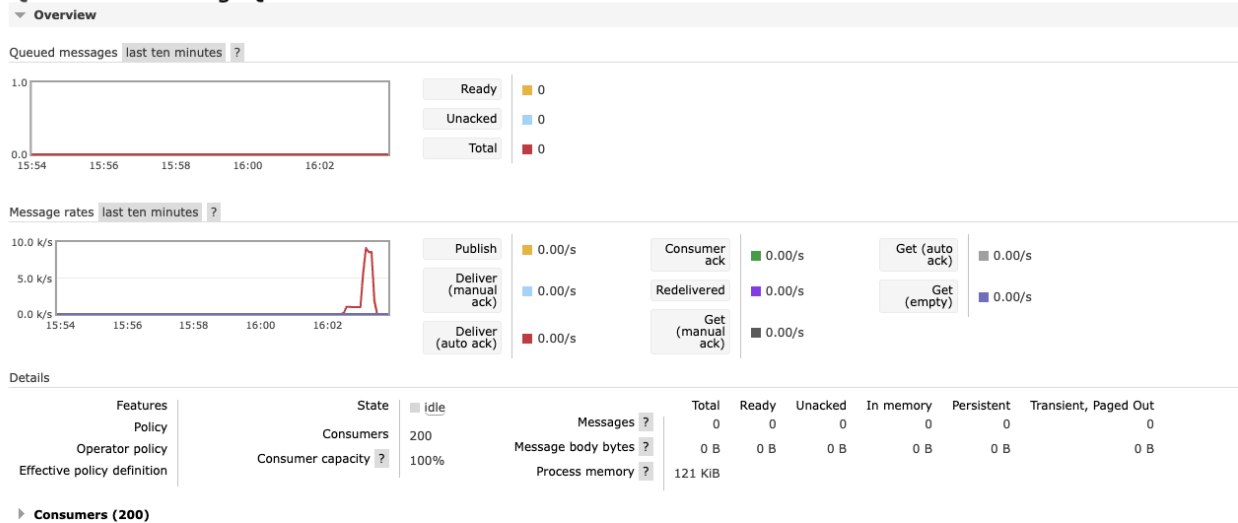 Overview
Queued messages last ten minutes ?
1.0
0.0
15:54 15:56 15:58 16:00 16:02
Ready 0
Unacked 0
Total 0
Message rates last ten minutes ?
10.0 k/s
5.0 k/s
0.0 k/s
15:54 15:56 15:58 16:00 16:02
Publish 0.00/s
Deliver
(manual
ack) 0.00/s
Deliver
(auto ack) 0.00/s
Consumer
ack 0.00/s
Redelivered 0.00/s
Get
(manual
ack) 0.00/s
Get (auto
ack) 0.00/s
Get
(empty) 0.00/s
Details
Features
Policy
Operator policy
Effective policy definition
State idle
Consumers 200
Consumer capacity ? 100%
Total Ready Unacked In memory Persistent Transient, Paged Out
Messages ? 0 0 0 0 0 0
Message body bytes ? 0 B 0 B 0 B 0 B 0 B 0 B
Process memory ? 121 KiB
Consumers (200)